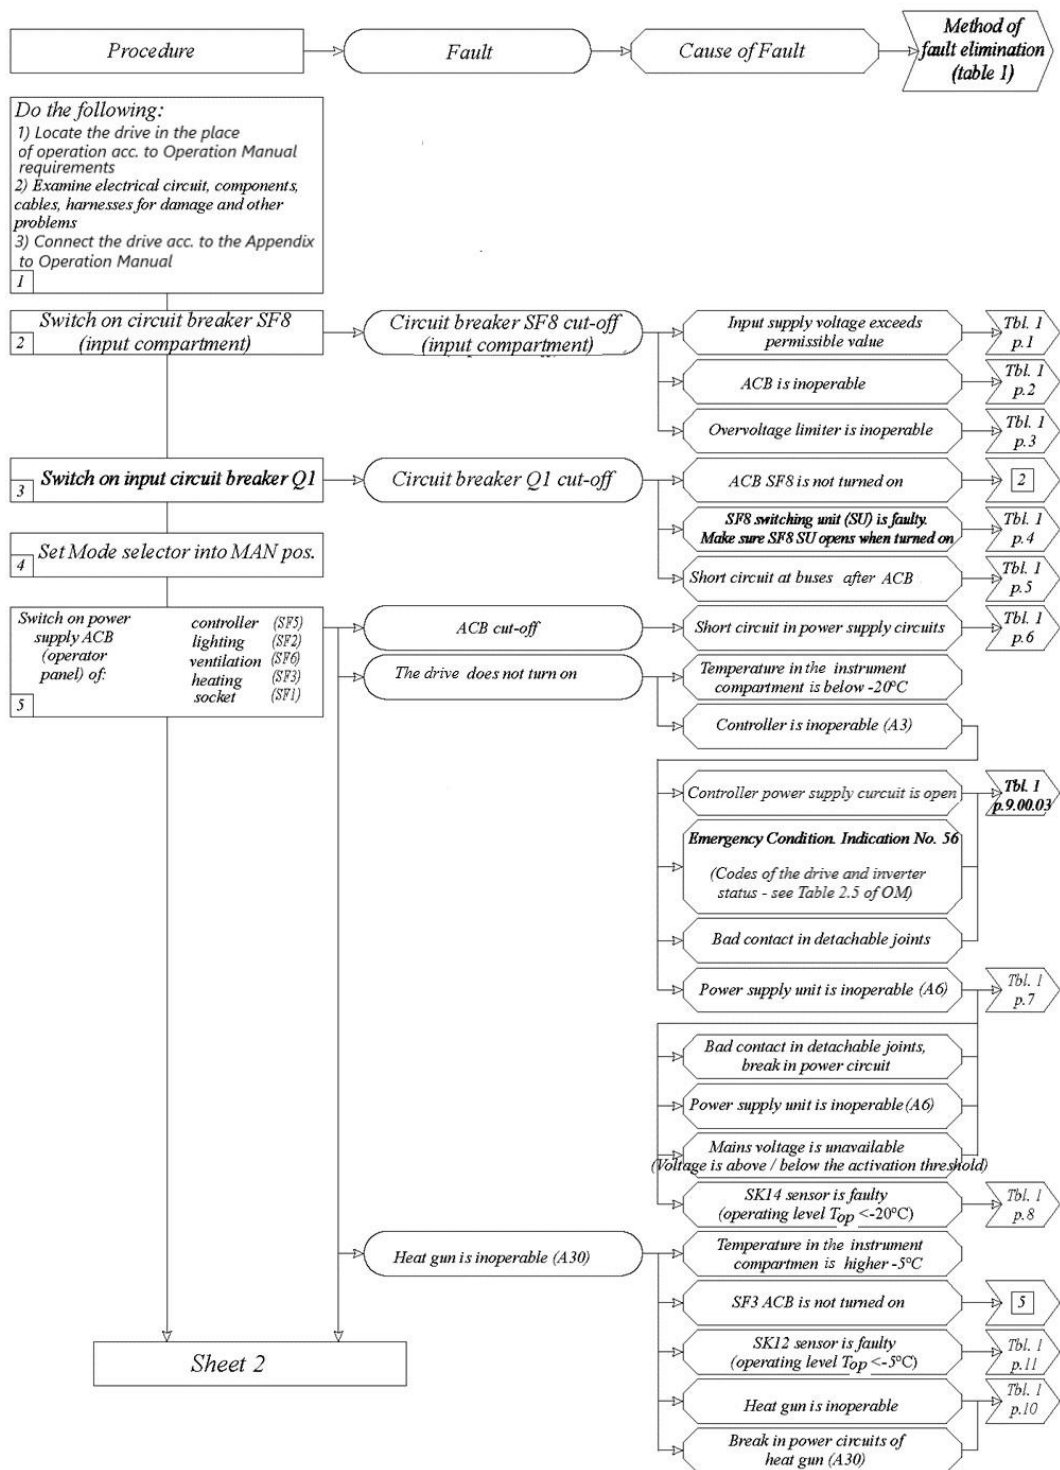 Procedure
Fault
Cause of Fault
Method of
fault elimination
(table 1)
Do the following:
1) Locate the drive in the place
of operation acc. to Operation Manual
requirements
2) Examine electrical circuit, components,
cables, harnesses for damage and other
problems
3) Connect the drive acc. to the Appendix
to Operation Manual
1
Switch on circuit breaker SF8
(input compartment)
2
Circuit breaker SF8 cut-off
(input compartment)
Input supply voltage exceeds
permissible value
Tbl. 1
p.1
ACB is inoperable
Tbl. 1
p.2
Overvoltage limiter is inoperable
Tbl. 1
p.3
Switch on input circuit breaker Q1
3
Circuit breaker Q1 cut-off
ACB SF8 is not turned on
2
SF8 switching unit (SU) is faulty.
Make sure SF8 SU opens when turned on
Tbl. 1
p.4
Set Mode selector into MAN pos.
4
Short circuit at buses after ACB
Tbl. 1
p.5
Switch on power
supply ACB
(operator
panel) of:
controller (SF5)
lighting (SF2)
ventilation (SF6)
heating (SF3)
socket (SF1)
5
ACB cut-off
Short circuit in power supply circuits
Tbl. 1
p.6
The drive does not turn on
Temperature in the instrument
compartment is below -20°C
Controller is inoperable (A3)
Controller power supply curcuit is open
Tbl. 1
p.9.00.03
Emergency Condition. Indication No. 56
(Codes of the drive and inverter
status - see Table 2.5 of OM)
Bad contact in detachable joints
Power supply unit is inoperable (A6)
Tbl. 1
p.7
Bad contact in detachable joints,
break in power circuit
Power supply unit is inoperable (A6)
Mains voltage is unavailable
(Voltage is above / below the activation threshold)
SK14 sensor is faulty
(operating level Top <-20°C)
Tbl. 1
p.8
Heat gun is inoperable (A30)
Temperature in the instrument
compartmen is higher -5°C
SF3 ACB is not turned on
5
SK12 sensor is faulty
(operating level Top <-5°C)
Tbl. 1
p.11
Heat gun is inoperable
Tbl. 1
p.10
Break in power circuits of
heat gun (A30)
Sheet 2